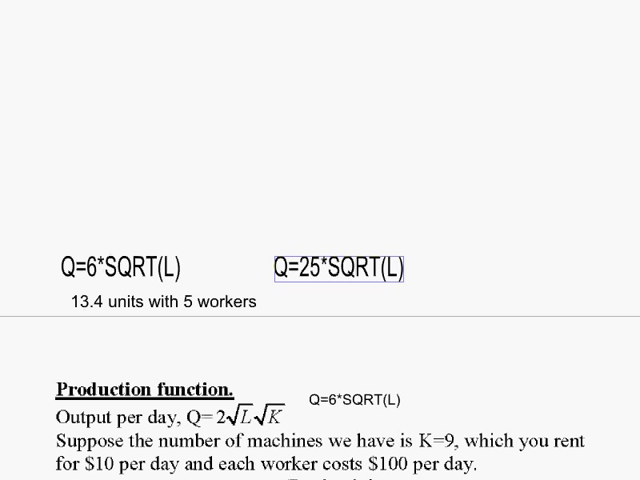 Q=6*SQRT(L) Q=25*SQRT(L)
13.4 units with 5 workers
Production function.
Q=6*SQRT(L)
Output per day, Q=2√L√K
Suppose the number of machines we have is K=9, which you rent
for $10 per day and each worker costs $100 per day.